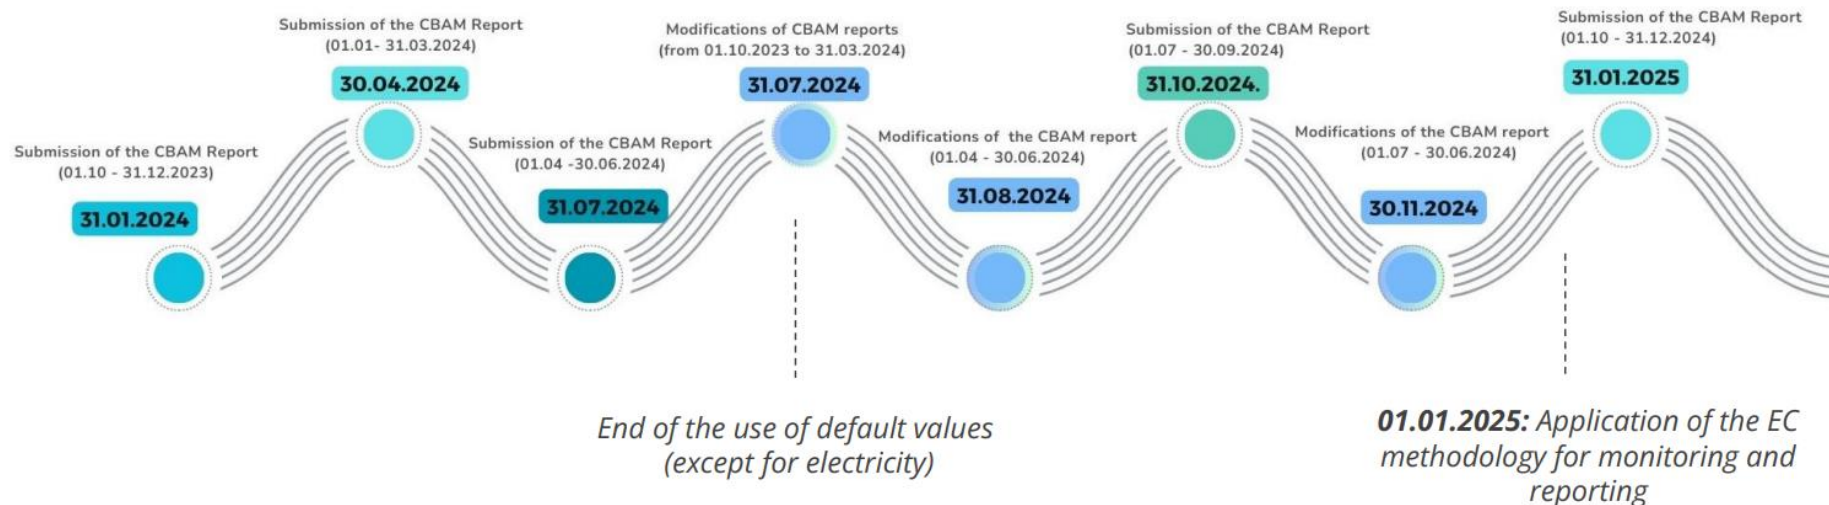 Submission of the CBAM Report
(01.10 - 31.12.2023)
31.01.2024
Submission of the CBAM Report
(01.01- 31.03.2024)
30.04.2024
Submission of the CBAM Report
(01.04 -30.06.2024)
31.07.2024
Modifications of CBAM reports
(from 01.10.2023 to 31.03.2024)
31.07.2024
Modifications of  the CBAM report
(01.04 - 30.06.2024)
31.08.2024
Submission of the CBAM Report
(01.07 - 30.09.2024)
31.10.2024.
Modifications of the CBAM report
(01.07 - 30.06.2024)
30.11.2024
Submission of the CBAM Report
(01.10 - 31.12.2024)
31.01.2025
End of the use of default values
(except for electricity)
01.01.2025: Application of the EC
methodology for monitoring and
reporting